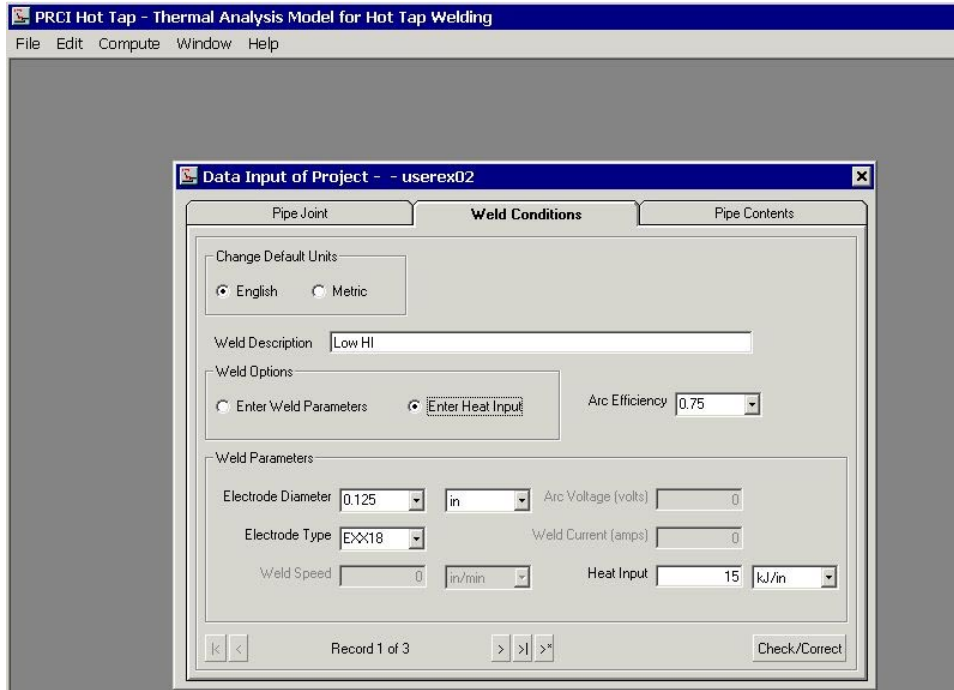 PRCI Hot Tap - Thermal Analysis Model for Hot Tap Welding
File Edit Compute Window Help
Data Input of Project - - userex02
Pipe Joint Weld Conditions Pipe Contents
Change Default Units
English Metric
Weld Description Low HI
Weld Options
Enter Weld Parameters Enter Heat Input Arc Efficiency 0.75
Weld Parameters
Electrode Diameter 0.125 in Arc Voltage (volts) 0
Electrode Type EXX18 Weld Current (amps) 0
Weld Speed 0 in/min Heat Input 15 kJ/in
|< < Record 1 of 3 > >| >* Check/Correct